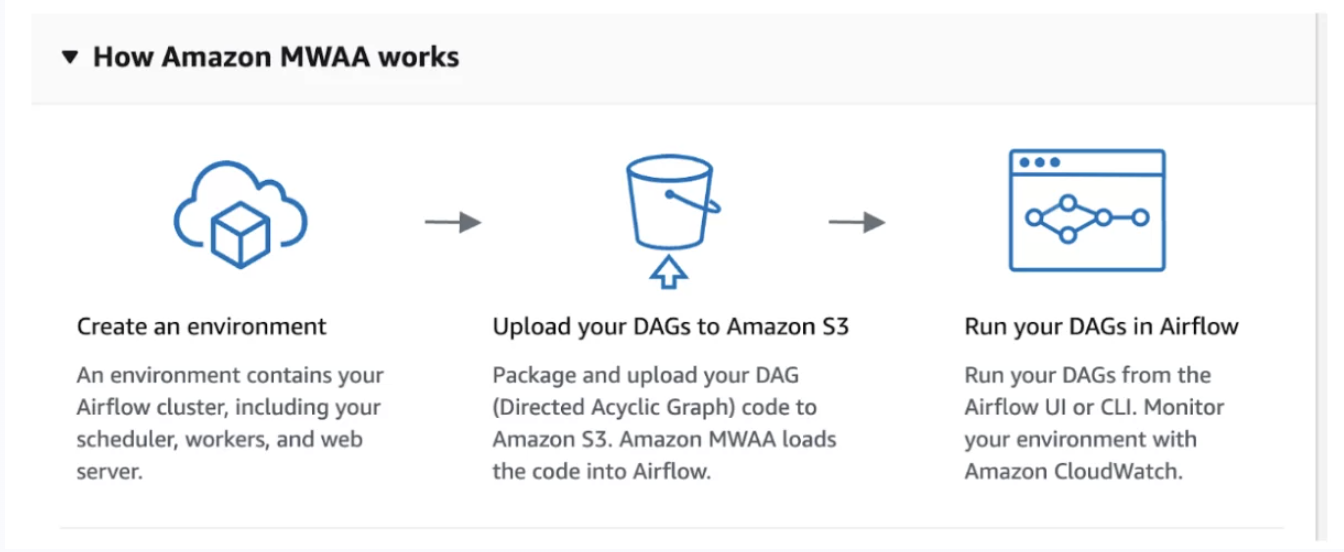 How Amazon MWAA works
Create an environment
An environment contains your
Airflow cluster, including your
scheduler, workers, and web
server.
Upload your DAGs to Amazon S3
Package and upload your DAG
(Directed Acyclic Graph) code to
Amazon S3. Amazon MWAA loads
the code into Airflow.
Run your DAGs in Airflow
Run your DAGs from the
Airflow UI or CLI. Monitor
your environment with
Amazon CloudWatch.